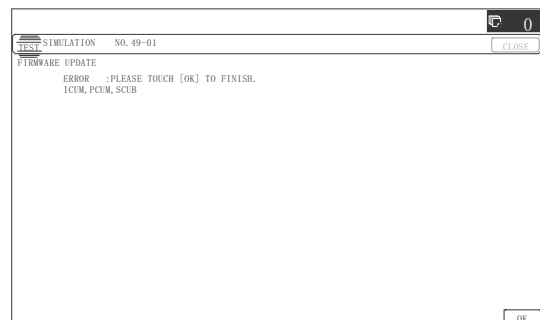 0
TEST SIMULATION NO. 49-01
CLOSE
FIRMWARE UPDATE
ERROR :PLEASE TOUCH [OK] TO FINISH.
ICUM, PCUM, SCUB
OK